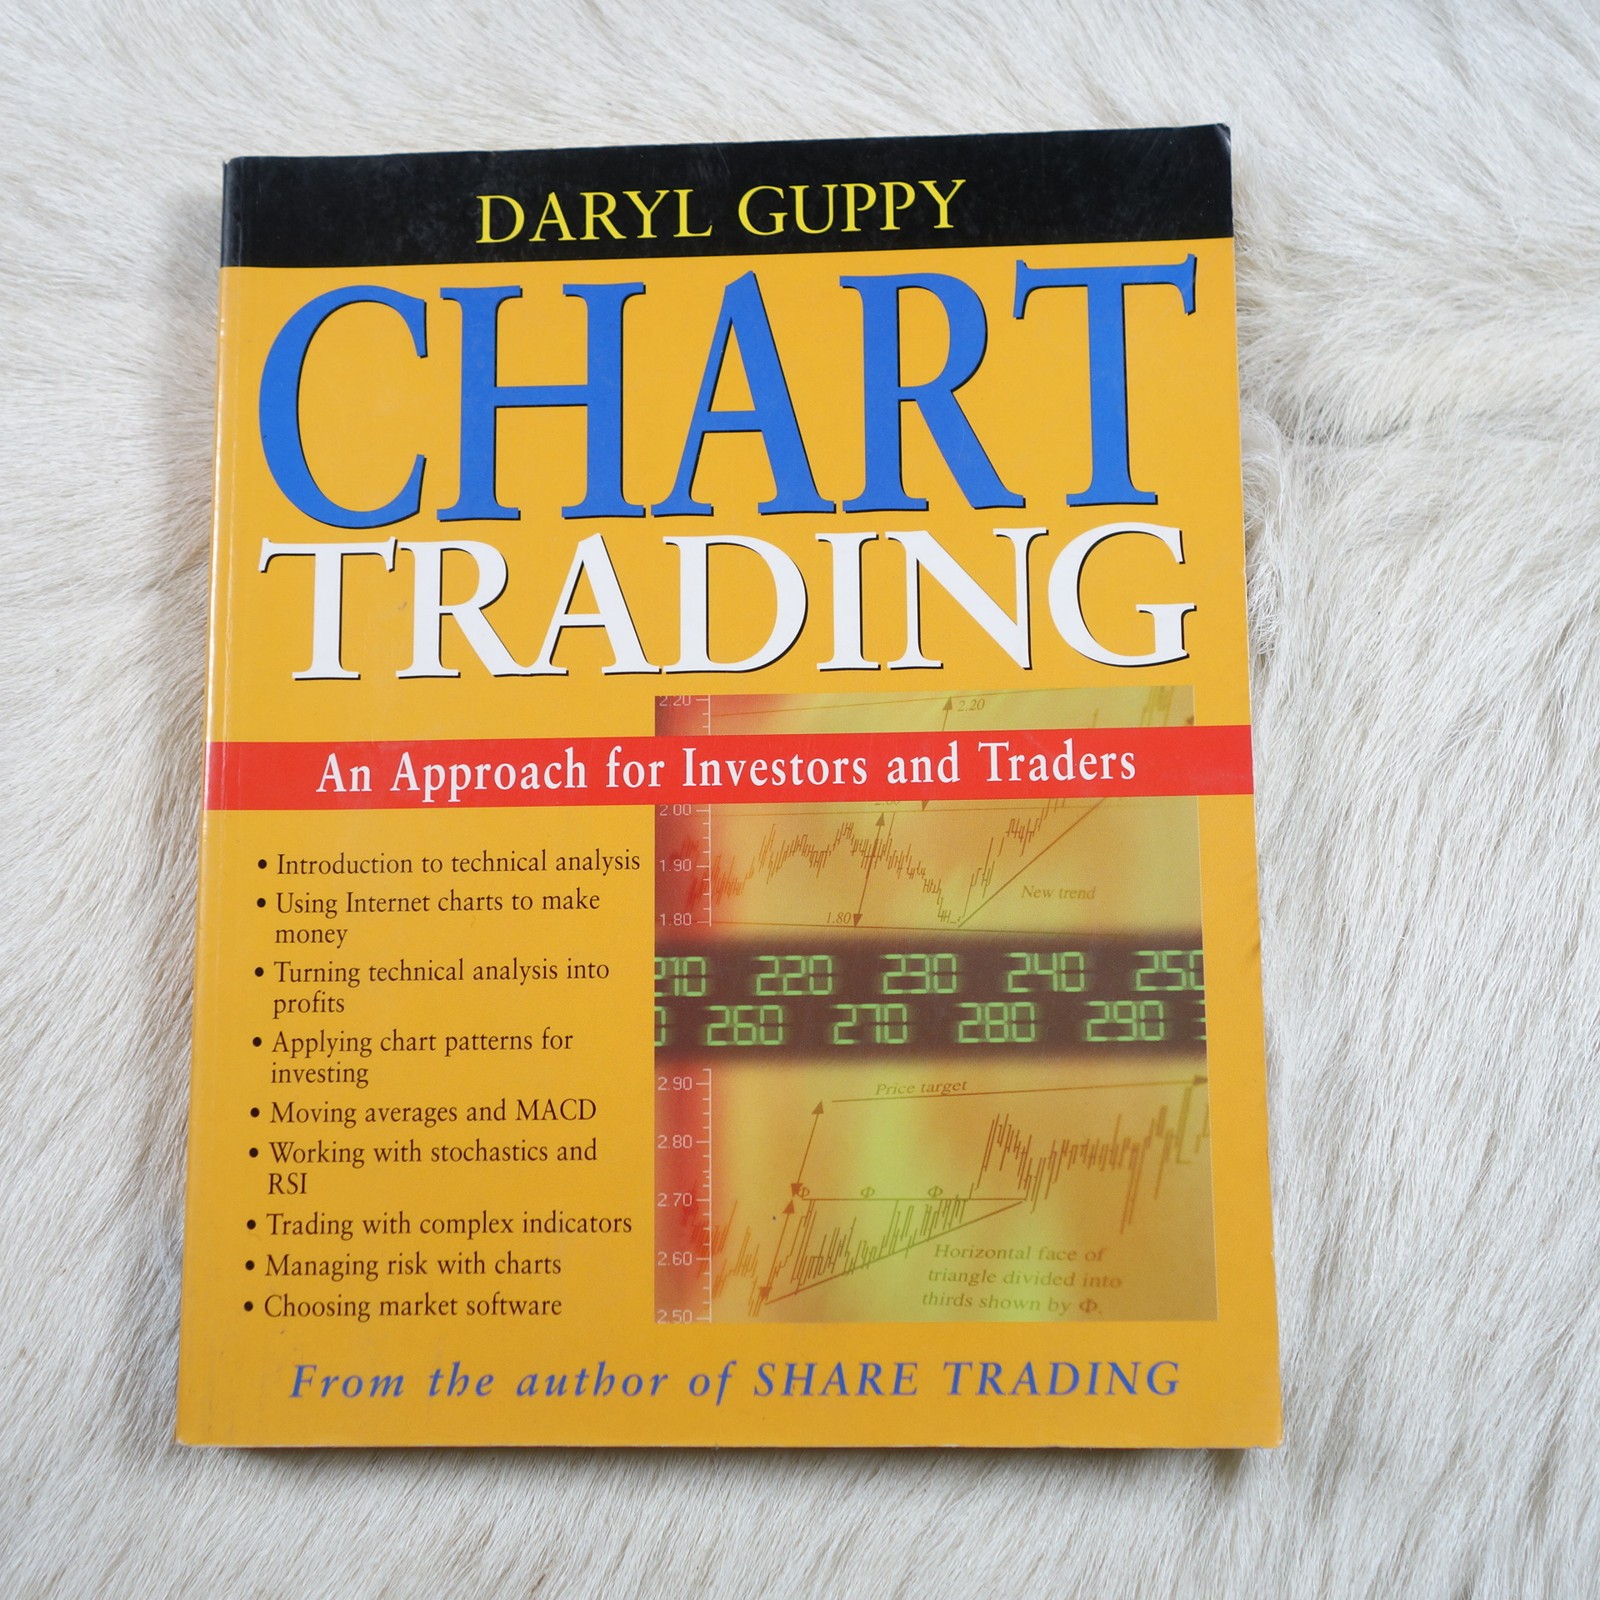 DARYL GUPPY
CHART
TRADING
2.20
2.20
An Approach for Investors and Traders
2.00
1.90
New trend
1.80
1.80
• Introduction to technical analysis
• Using Internet charts to make
money
• Turning technical analysis into
profits
• Applying chart patterns for
investing
• Moving averages and MACD
• Working with stochastics and
RSI
• Trading with complex indicators
• Managing risk with charts
• Choosing market software
210 220 230 240 250
260 270 280 290
2.90
Price target
2.80
2.70
Φ Φ Φ
2.60
Horizontal face of
triangle divided into
thirds shown by Φ.
2.50
From the author of SHARE TRADING